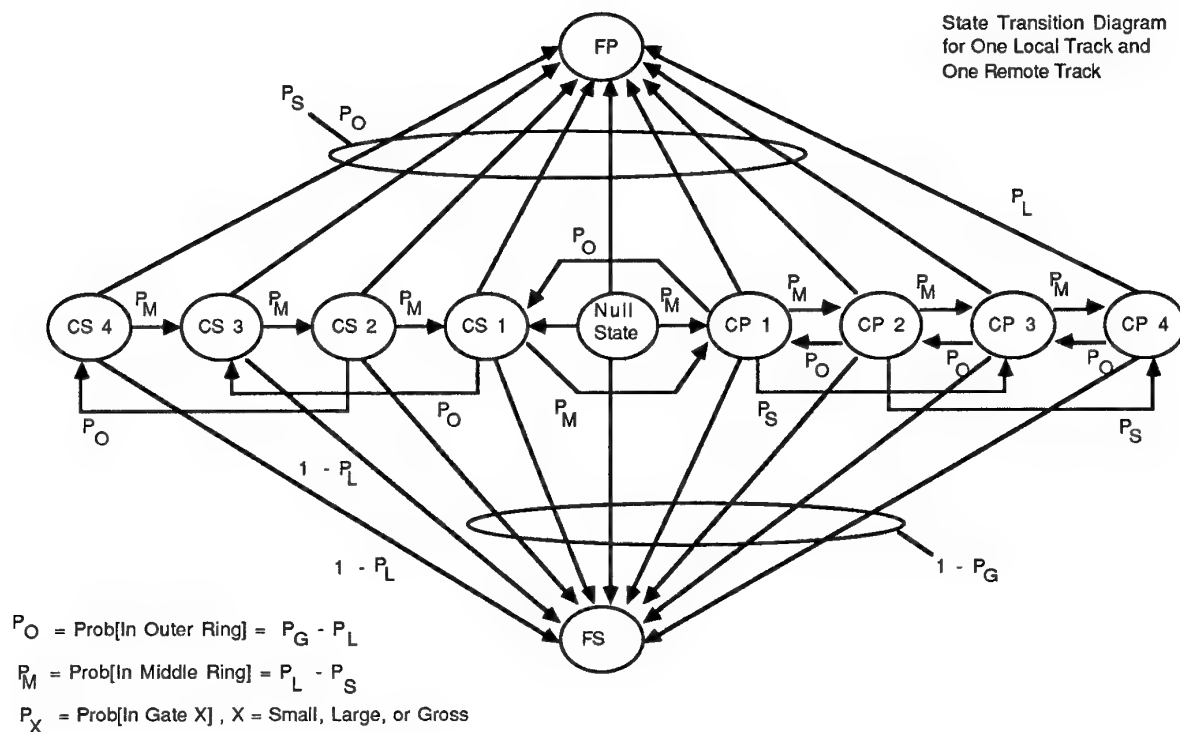 State Transition Diagram
for One Local Track and
One Remote Track
FP
P_S
P_O
P_L
P_O
P_M
P_M
P_M
P_M
P_M
P_M
P_M
CS 4
CS 3
CS 2
CS 1
Null
State
CP 1
CP 2
CP 3
CP 4
P_O
P_O
P_O
P_O
P_O
P_M
P_S
P_S
1 - P_L
1 - P_L
1 - P_G
FS
P_O = Prob[In Outer Ring] = P_G - P_L
P_M = Prob[In Middle Ring] = P_L - P_S
P_X = Prob[In Gate X] , X = Small, Large, or Gross